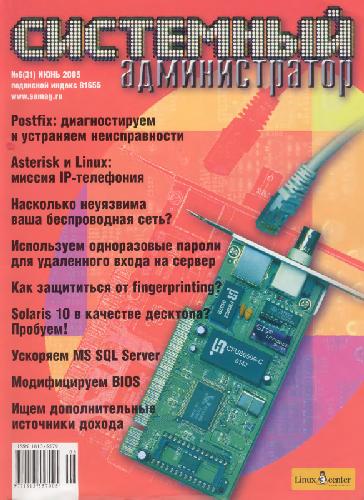 СИСТЕМНЫЙ
администратор
№6(31) ИЮНЬ 2005
подписной индекс 81655
www.samag.ru
Postfix: диагностируем
и устраняем неисправности
Asterisk и Linux:
миссия IP-телефония
Насколько неуязвима
ваша беспроводная сеть?
Используем одноразовые пароли
для удаленного входа на сервер
Как защититься от fingerprinting?
Solaris 10 в качестве десктопа?
Пробуем!
Ускоряем MS SQL Server
Модифицируем BIOS
Ищем дополнительные
источники дохода
Linux center